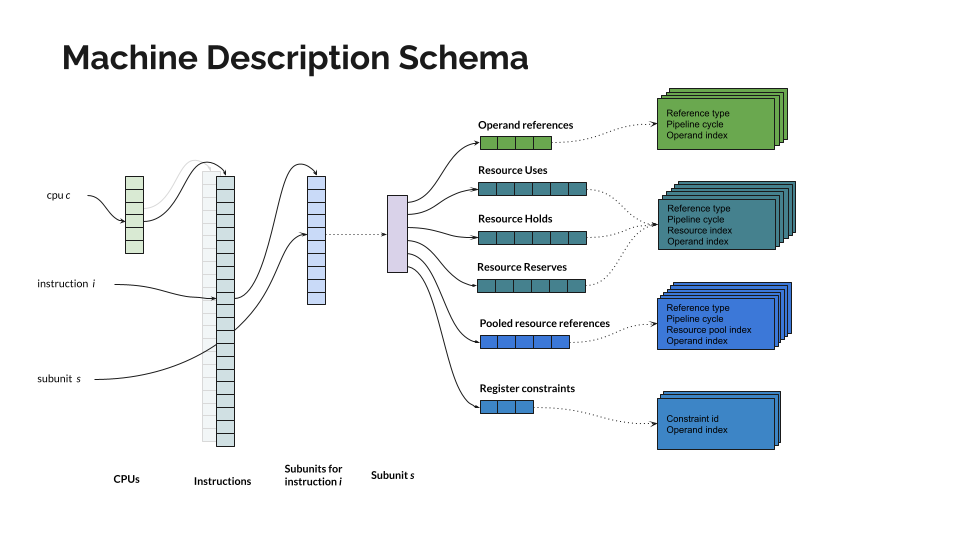 Machine Description Schema
cpu c
instruction i
subunit s
CPUs
Instructions
Subunits for
instruction i
Subunit s
Operand references
Resource Uses
Resource Holds
Resource Reserves
Pooled resource references
Register constraints
Reference type
Pipeline cycle
Operand index
Reference type
Pipeline cycle
Resource index
Operand index
Reference type
Pipeline cycle
Resource pool index
Operand index
Constraint id
Operand index